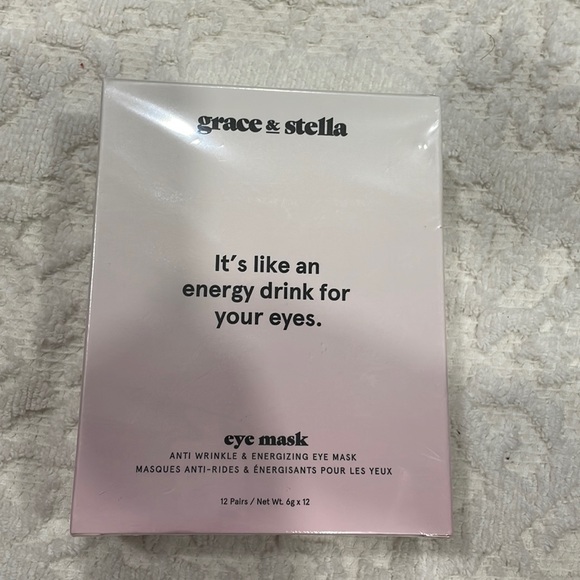 grace & stella
It's like an
energy drink for
your eyes.
eye mask
ANTI WRINKLE & ENERGIZING EYE MASK
MASQUES ANTI-RIDES & ÉNERGISANTS POUR LES YEUX
12 Pairs / Net Wt. 6g x 12